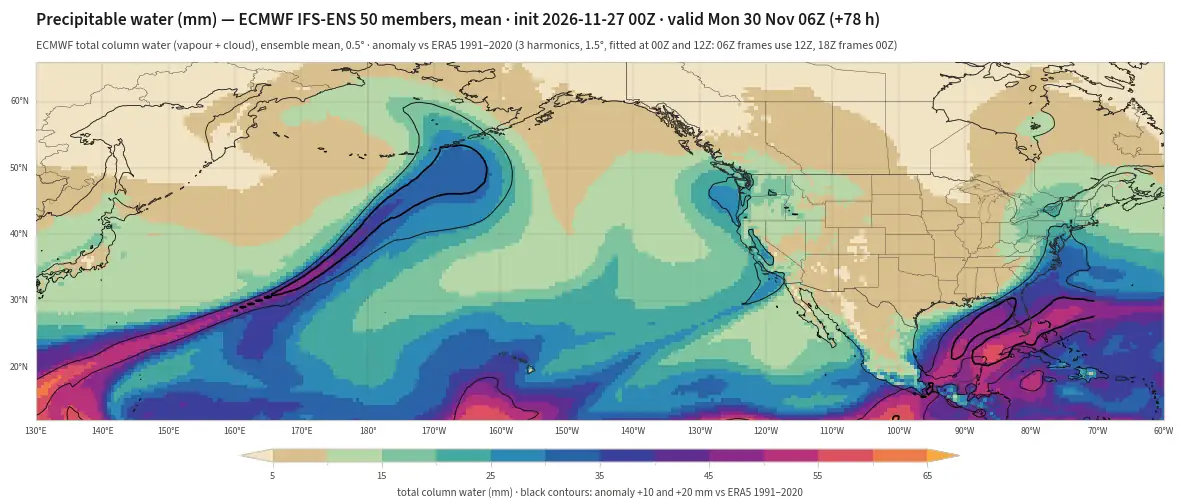 Precipitable water (mm) — ECMWF IFS-ENS 50 members, mean · init 2026-11-27 00Z · valid Mon 30 Nov 06Z (+78 h)
ECMWF total column water (vapour + cloud), ensemble mean, 0.5° · anomaly vs ERA5 1991–2020 (3 harmonics, 1.5°, fitted at 00Z and 12Z: 06Z frames use 12Z, 18Z frames 00Z)
60°N
50°N
40°N
30°N
20°N
130°E 140°E 150°E 160°E 170°E 180° 170°W 160°W 150°W 140°W 130°W 120°W 110°W 100°W 90°W 80°W 70°W 60°W
5 15 25 35 45 55 65
total column water (mm) · black contours: anomaly +10 and +20 mm vs ERA5 1991–2020